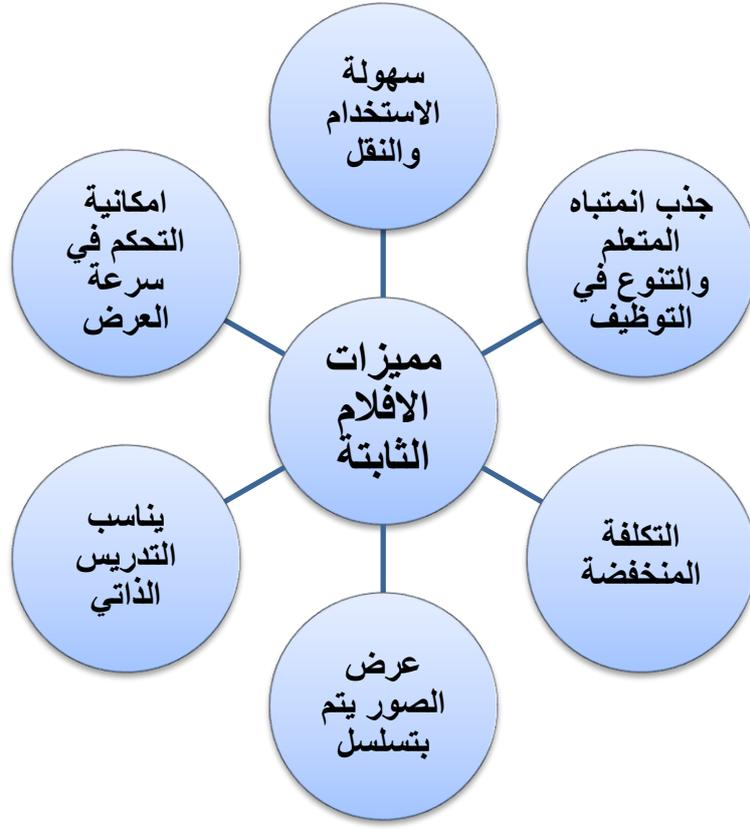 سهولة
الاستخدام
والنقل
جذب انمتباه
المتعلم
والتنوع في
التوظيف
التكلفة
المنخفضة
عرض
الصور يتم
بتسلسل
يناسب
التدريس
الذاتي
امكانية
التحكم في
سرعة
العرض
مميزات
الافلام
الثابتة